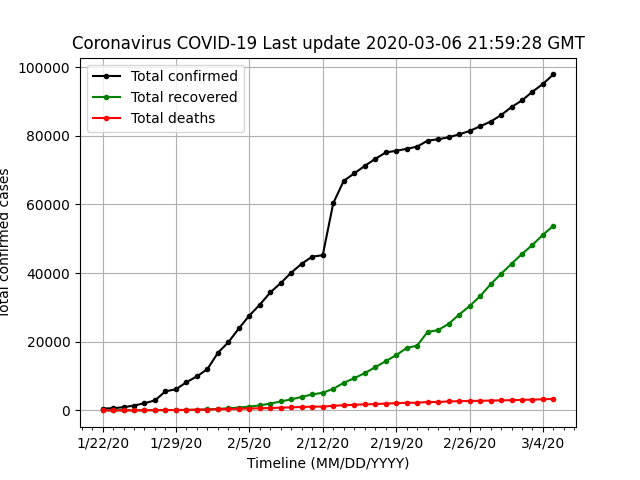 Coronavirus COVID-19 Last update 2020-03-06 21:59:28 GMT
Total confirmed
Total recovered
Total deaths
100000
80000
60000
40000
20000
0
Total confirmed cases
1/22/20 1/29/20 2/5/20 2/12/20 2/19/20 2/26/20 3/4/20
Timeline (MM/DD/YYYY)